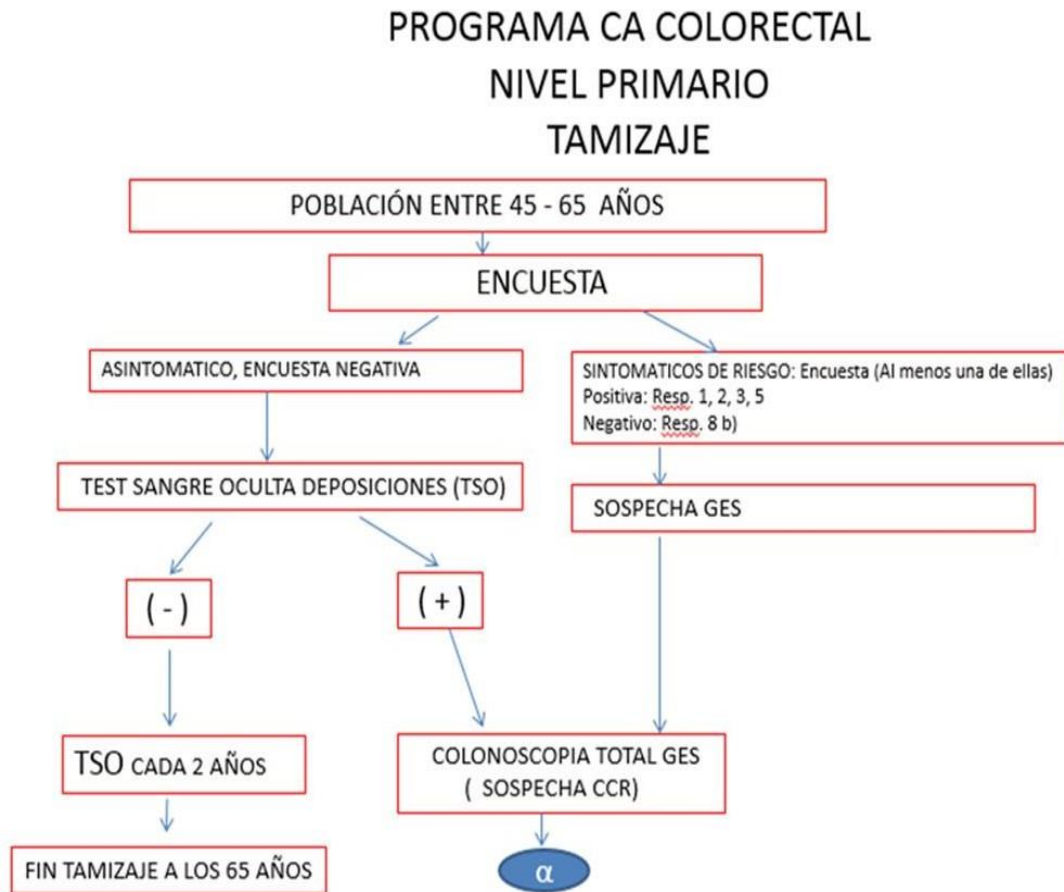 PROGRAMA CA COLORECTAL
NIVEL PRIMARIO
TAMIZAJE
POBLACIÓN ENTRE 45 - 65 AÑOS
ENCUESTA
ASINTOMATICO, ENCUESTA NEGATIVA
SINTOMATICOS DE RIESGO: Encuesta (Al menos una de ellas)
Positiva: Resp. 1, 2, 3, 5
Negativo: Resp. 8 b)
TEST SANGRE OCULTA DEPOSICIONES (TSO)
SOSPECHA GES
( - )
( + )
TSO CADA 2 AÑOS
COLONOSCOPIA TOTAL GES
( SOSPECHA CCR)
FIN TAMIZAJE A LOS 65 AÑOS
α